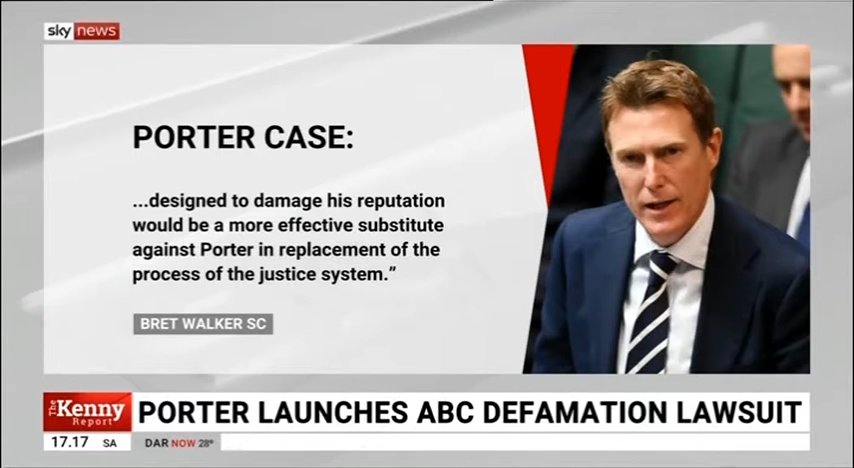 sky news
PORTER CASE:
...designed to damage his reputation
would be a more effective substitute
against Porter in replacement of the
process of the justice system.”
BRET WALKER SC
The Kenny Report
PORTER LAUNCHES ABC DEFAMATION LAWSUIT
17.17 SA DAR NOW 28°